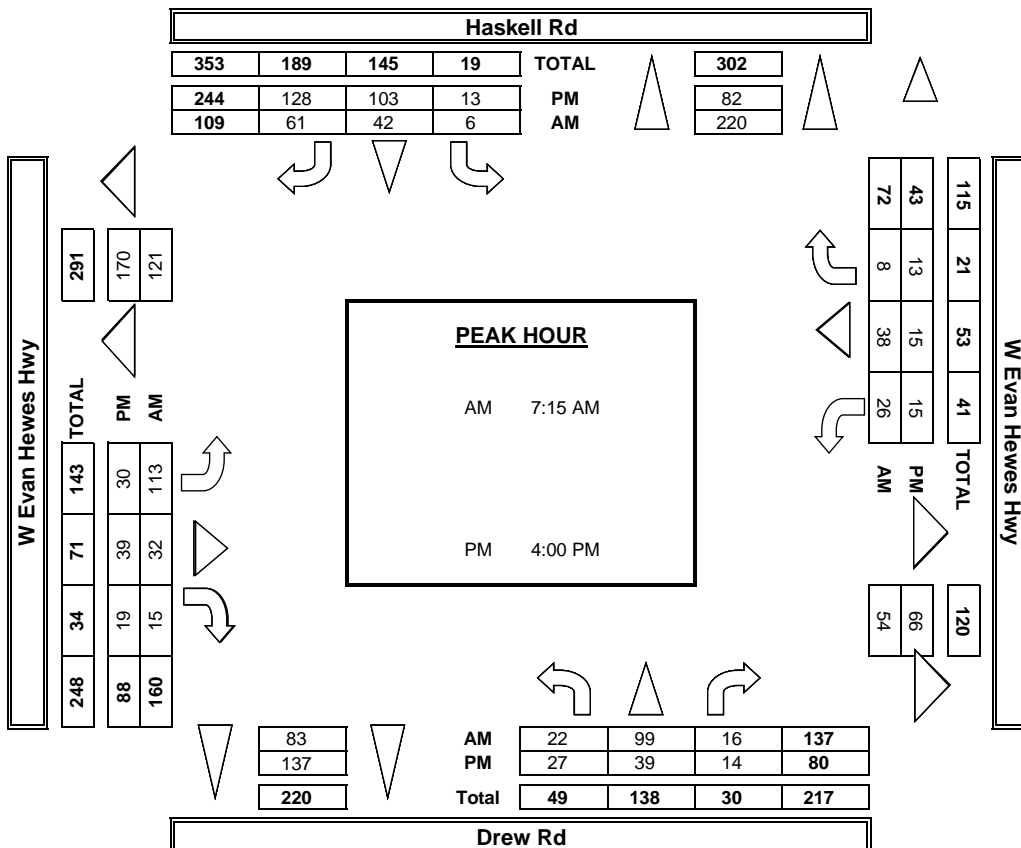 Haskell Rd
353 189 145 19 TOTAL 302
244 128 103 13 PM 82
109 61 42 6 AM 220
W Evan Hewes Hwy
291
170
121
TOTAL
PM
AM
143 71 34 248
30 39 19 88
113 32 15 160
PEAK HOUR
AM 7:15 AM
PM 4:00 PM
115 21 53 41 TOTAL
43 13 15 15 PM
72 8 38 26 AM
120
66
54
W Evan Hewes Hwy
83 AM 22 99 16 137
137 PM 27 39 14 80
220 Total 49 138 30 217
Drew Rd